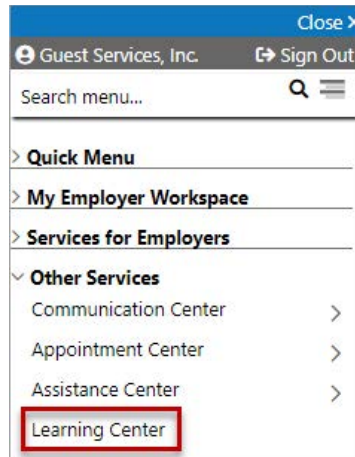 Close
Guest Services, Inc. Sign Out
Search menu...
Quick Menu
My Employer Workspace
Services for Employers
Other Services
Communication Center
Appointment Center
Assistance Center
Learning Center